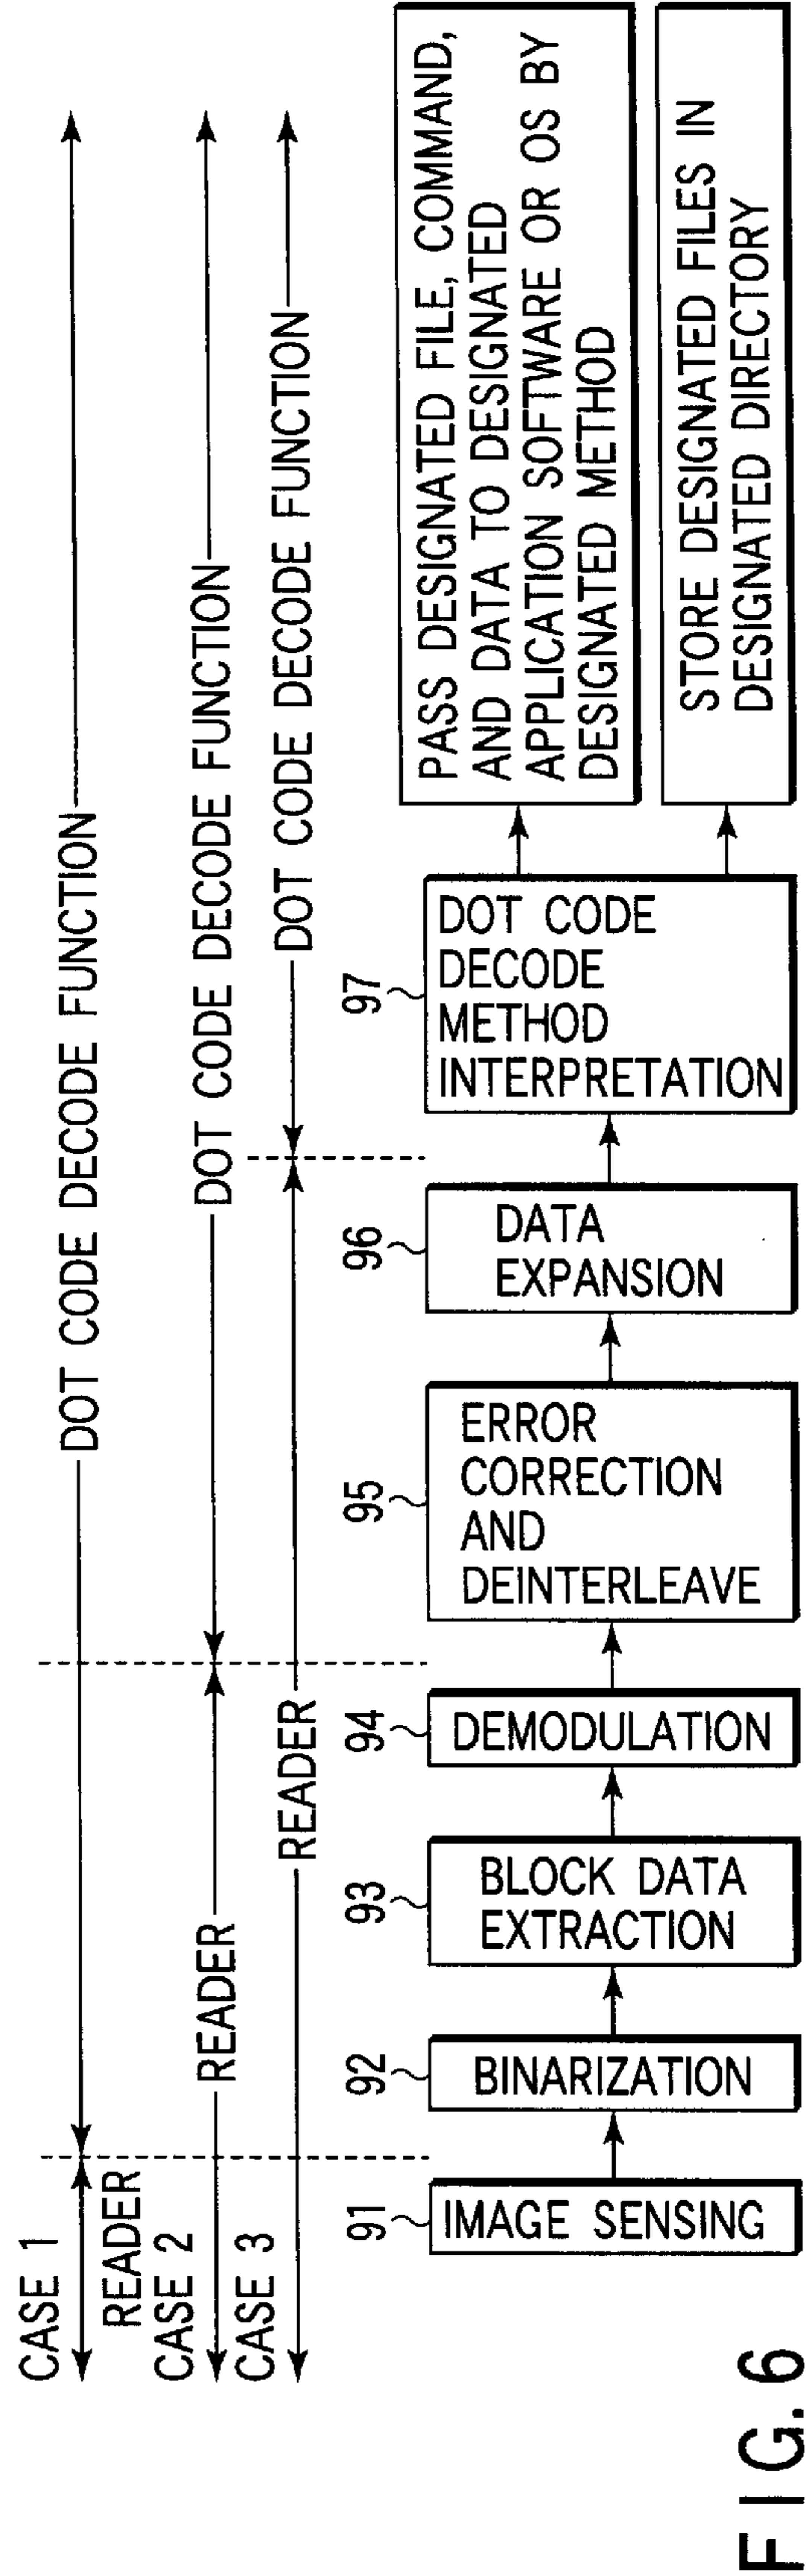 CASE 1
READER
DOT CODE DECODE FUNCTION
CASE 2
READER
DOT CODE DECODE FUNCTION
CASE 3
READER
DOT CODE DECODE FUNCTION
91
IMAGE SENSING
92
BINARIZATION
93
BLOCK DATA
EXTRACTION
94
DEMODULATION
95
ERROR
CORRECTION
AND
DEINTERLEAVE
96
DATA
EXPANSION
97
DOT CODE
DECODE
METHOD
INTERPRETATION
PASS DESIGNATED FILE, COMMAND,
AND DATA TO DESIGNATED
APPLICATION SOFTWARE OR OS BY
DESIGNATED METHOD
STORE DESIGNATED FILES IN
DESIGNATED DIRECTORY
FIG. 6